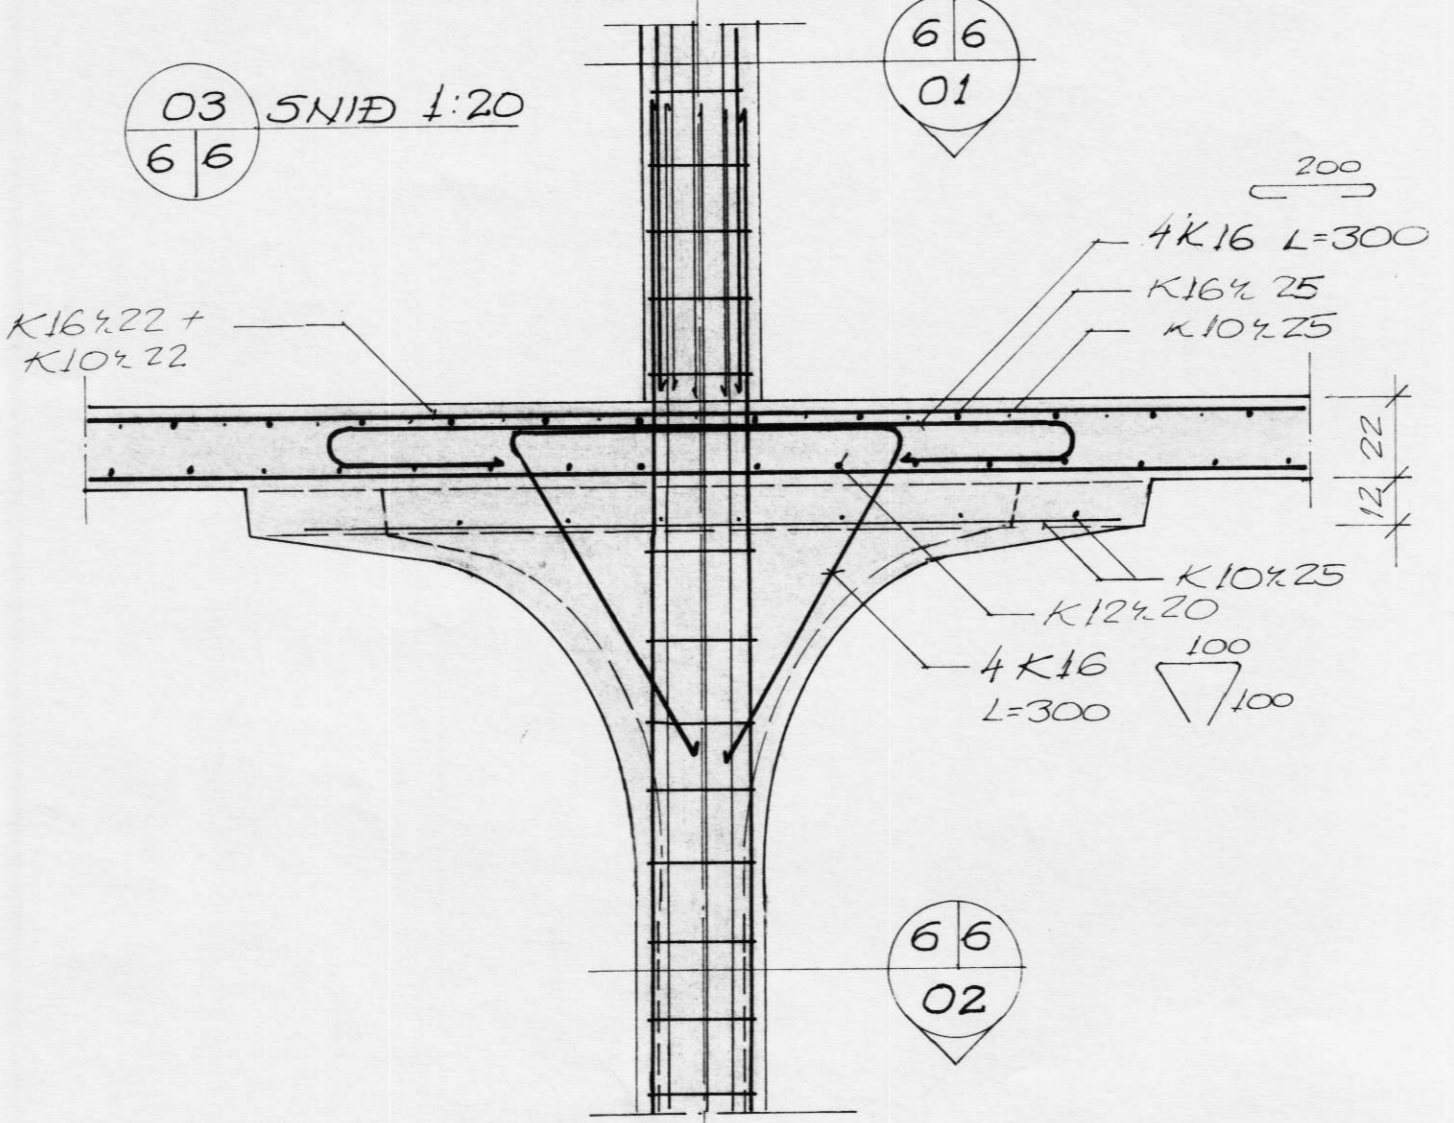 6 6
01
03 SNIÐ 1:20
6 6
200
4K16 L=300
K16 % 25
K10 % 25
K16 % 22 +
K10 % 22
22
12
K10 % 25
K12 % 20
4 K16
L=300
100
100
6 6
02